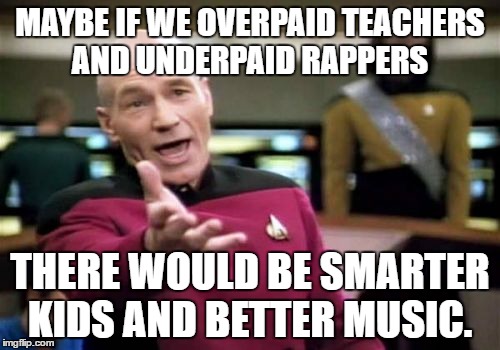 MAYBE IF WE OVERPAID TEACHERS
AND UNDERPAID RAPPERS
THERE WOULD BE SMARTER
KIDS AND BETTER MUSIC.
imgflip.com